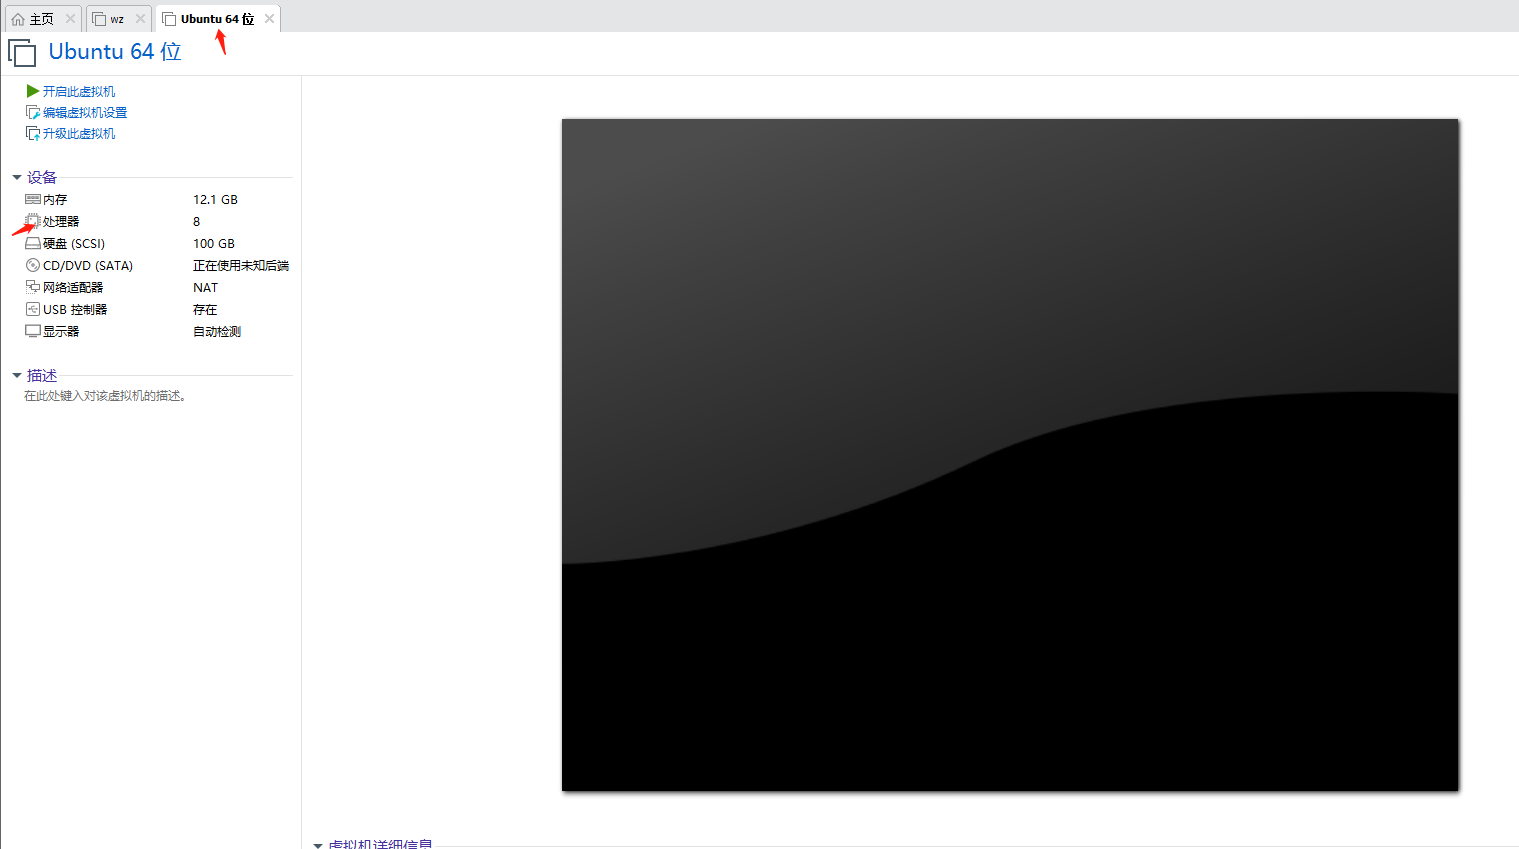 主页
wz
Ubuntu 64 位
Ubuntu 64 位
开启此虚拟机
编辑虚拟机设置
升级此虚拟机
设备
内存 12.1 GB
处理器 8
硬盘 (SCSI) 100 GB
CD/DVD (SATA) 正在使用未知后端
网络适配器 NAT
USB 控制器 存在
显示器 自动检测
描述
在此处键入对该虚拟机的描述。
虚拟机详细信息